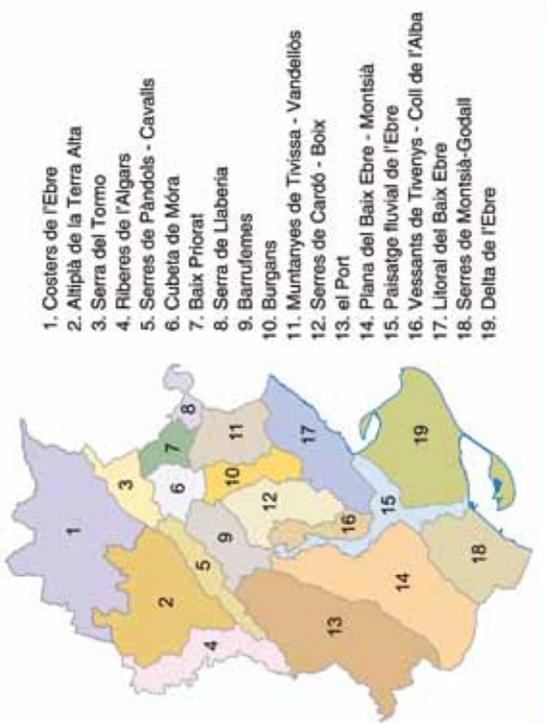 1. Costers de l'Ebre
2. Altiplà de la Terra Alta
3. Serra del Tormo
4. Riberes de l'Algars
5. Serres de Pàndols - Cavalls
6. Cubeta de Móra
7. Baix Priorat
8. Serra de Llaberia
9. Barrufemes
10. Burgans
11. Muntanyes de Tivissa - Vandellòs
12. Serres de Cardó - Boix
13. el Port
14. Plana del Baix Ebre - Montsià
15. Paisatge fluvial de l'Ebre
16. Vessants de Tivenys - Coll de l'Alba
17. Litoral del Baix Ebre
18. Serres de Montsià-Godall
19. Delta de l'Ebre
1
2
3
4
5
6
7
8
9
10
11
12
13
14
15
16
17
18
19